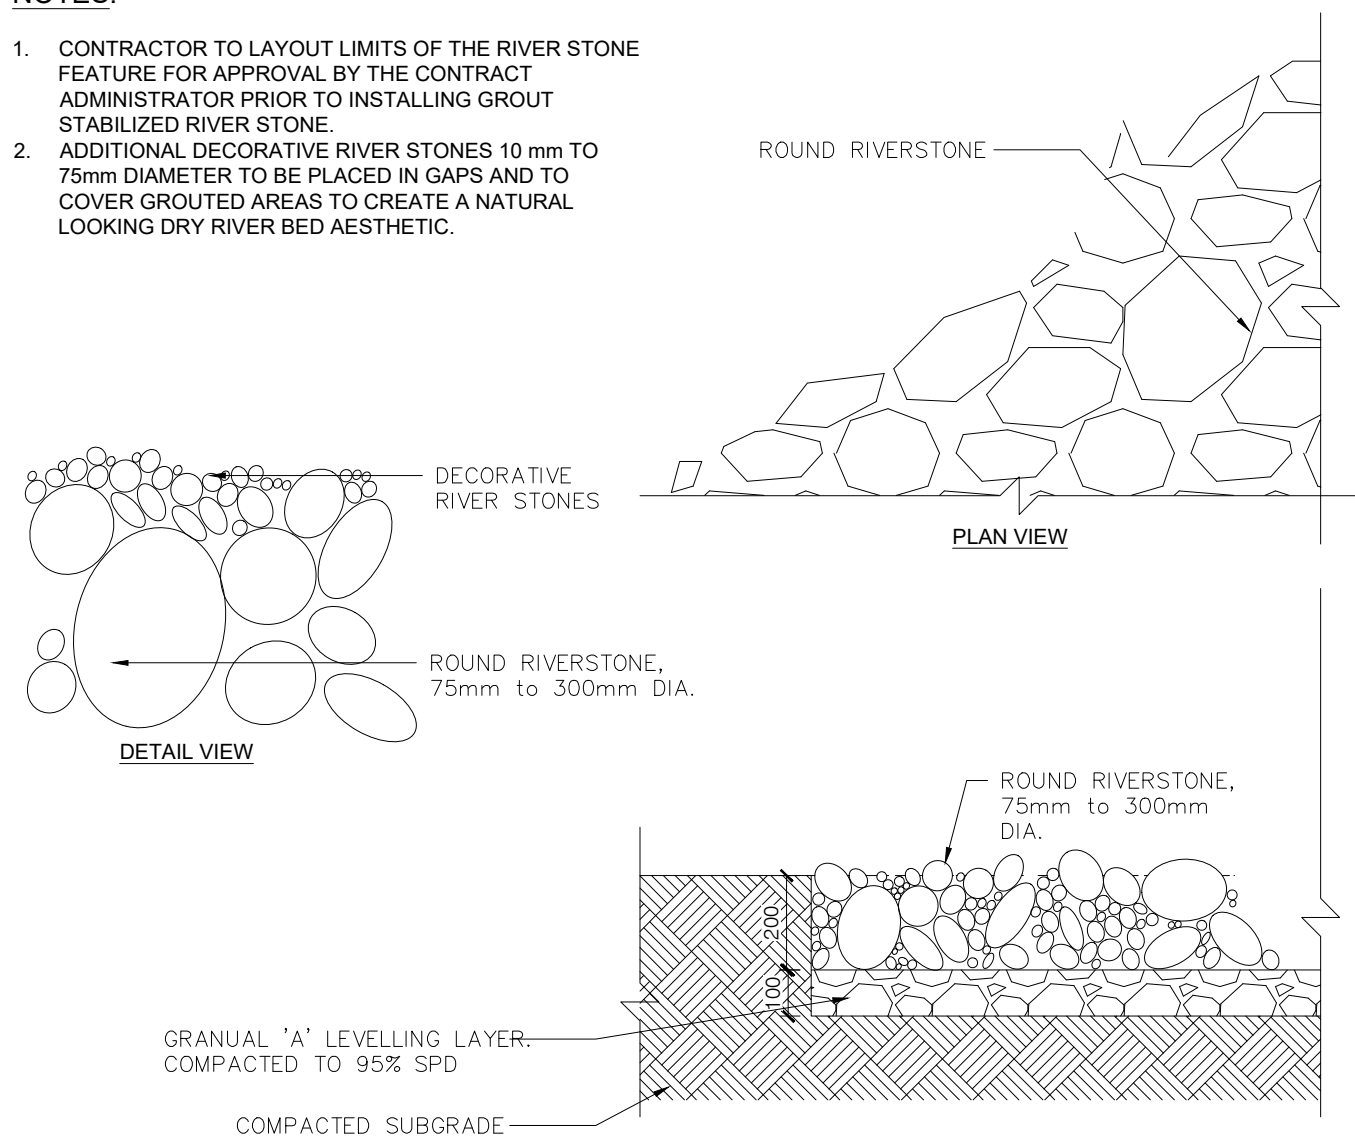 NOTES:
1. CONTRACTOR TO LAYOUT LIMITS OF THE RIVER STONE
FEATURE FOR APPROVAL BY THE CONTRACT
ADMINISTRATOR PRIOR TO INSTALLING GROUT
STABILIZED RIVER STONE.
2. ADDITIONAL DECORATIVE RIVER STONES 10 mm TO
75mm DIAMETER TO BE PLACED IN GAPS AND TO
COVER GROUTED AREAS TO CREATE A NATURAL
LOOKING DRY RIVER BED AESTHETIC.
ROUND RIVERSTONE
PLAN VIEW
DECORATIVE
RIVER STONES
ROUND RIVERSTONE,
75mm to 300mm DIA.
DETAIL VIEW
ROUND RIVERSTONE,
75mm to 300mm
DIA.
200
100
GRANUAL 'A' LEVELLING LAYER.
COMPACTED TO 95% SPD
COMPACTED SUBGRADE